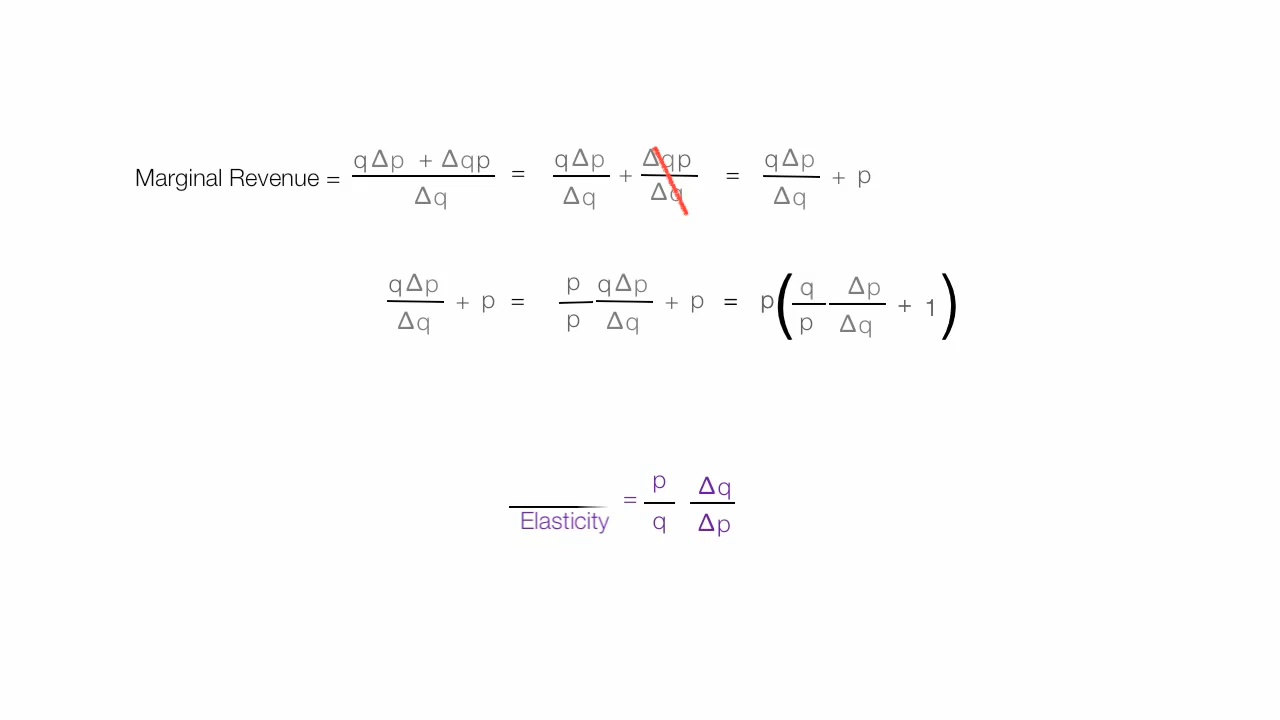 Marginal Revenue = qΔp + Δqp / Δq = qΔp / Δq + Δqp / Δq = qΔp / Δq + p
qΔp / Δq + p = p / p qΔp / Δq + p = p ( q / p Δp / Δq + 1 )
Elasticity = p / q Δq / Δp